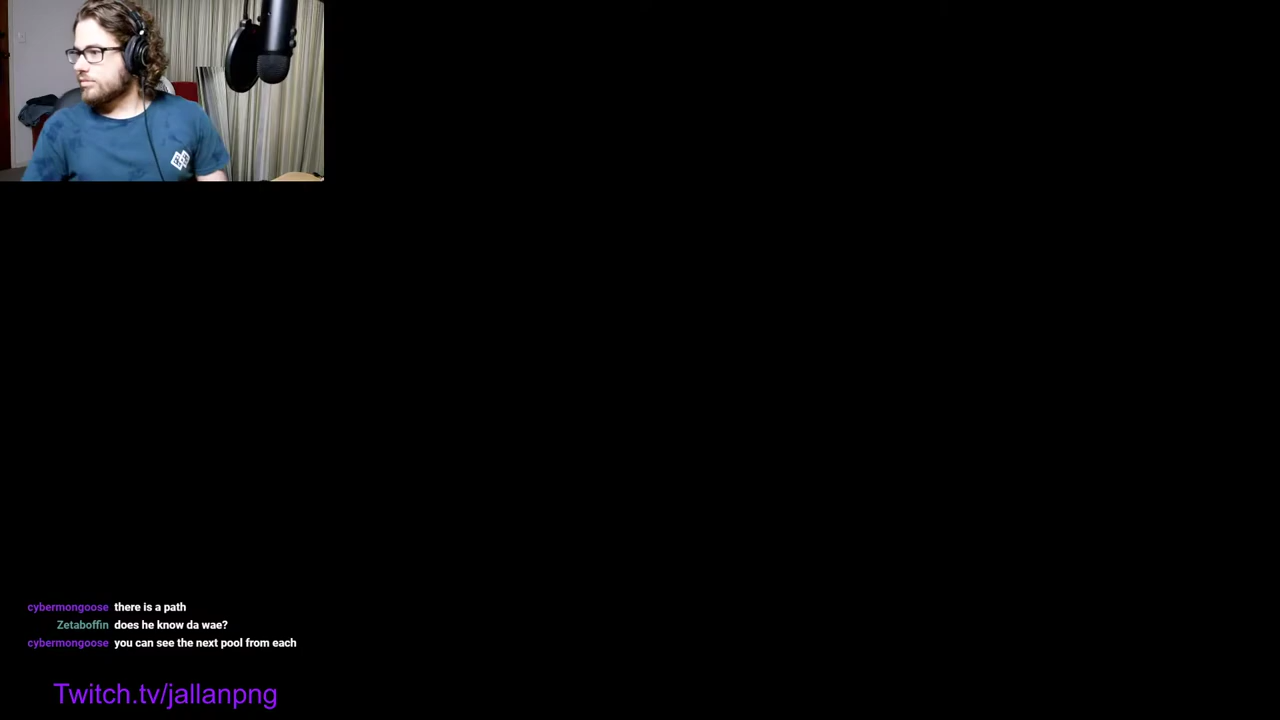 cybermongoose there is a path
Zetaboffin does he know da wae?
cybermongoose you can see the next pool from each
Twitch.tv/jallanpng